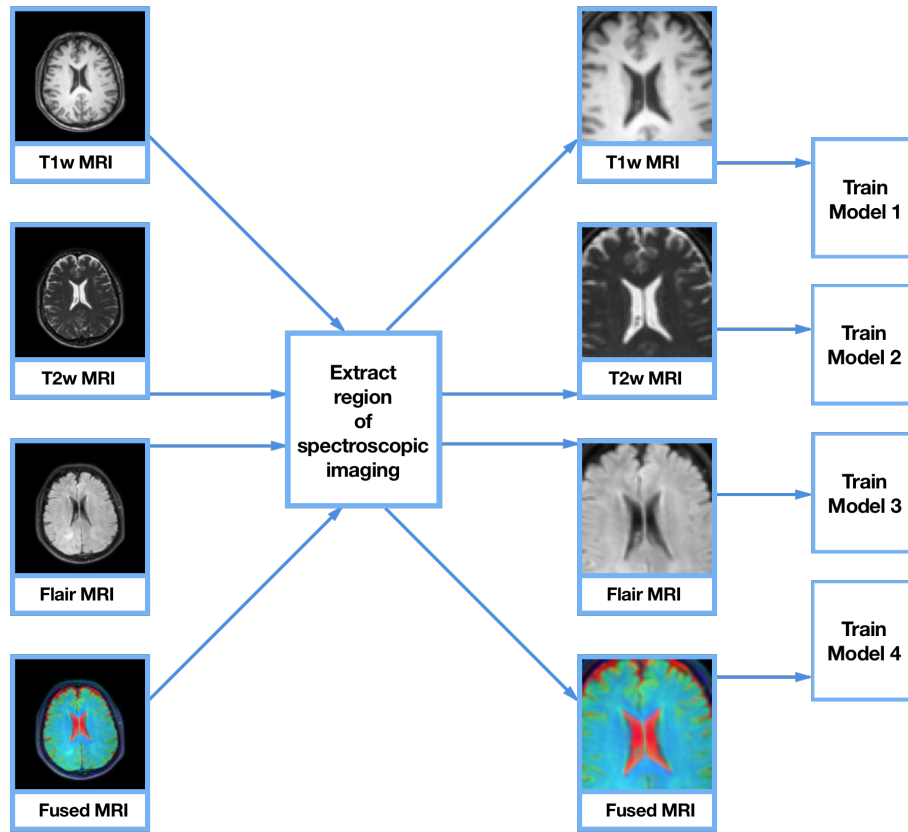 T1w MRI
T2w MRI
Flair MRI
Fused MRI
Extract
region
of
spectroscopic
imaging
T1w MRI
T2w MRI
Flair MRI
Fused MRI
Train
Model 1
Train
Model 2
Train
Model 3
Train
Model 4